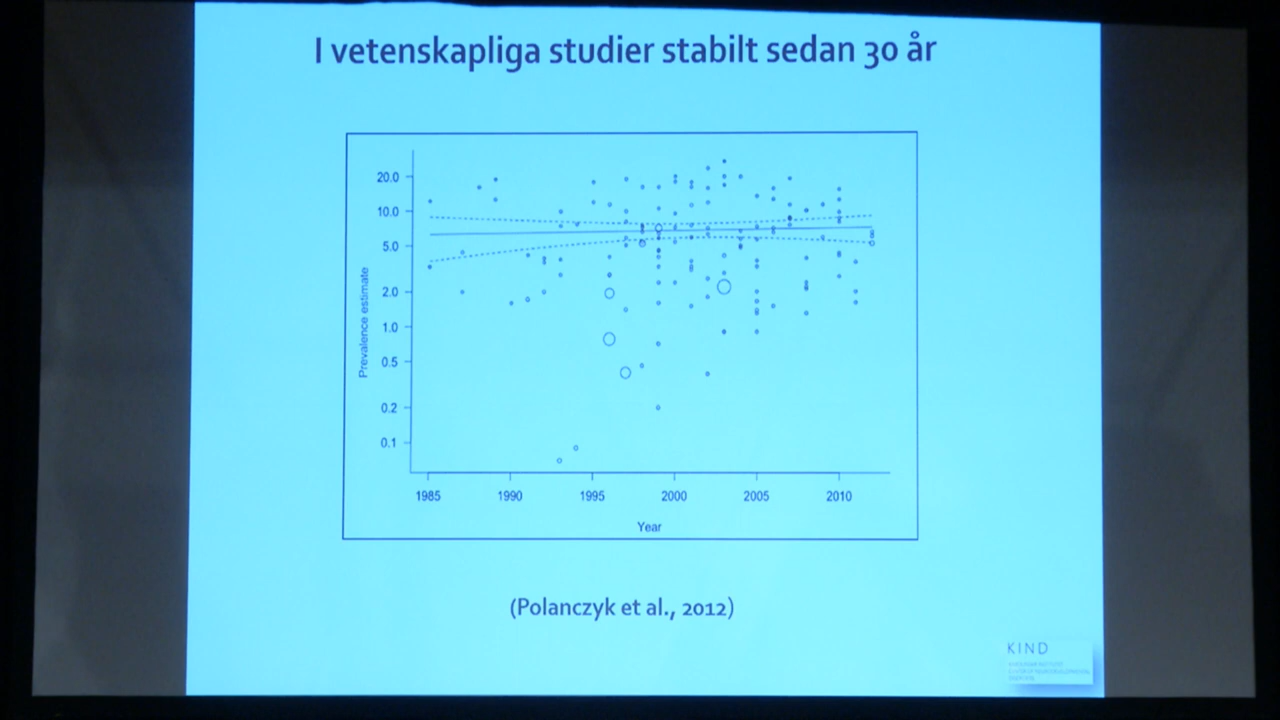 I vetenskapliga studier stabilt sedan 30 år
20.0
10.0
5.0
2.0
1.0
0.5
0.2
0.1
Prevalence estimate
1985 1990 1995 2000 2005 2010
Year
(Polanczyk et al., 2012)
KIND